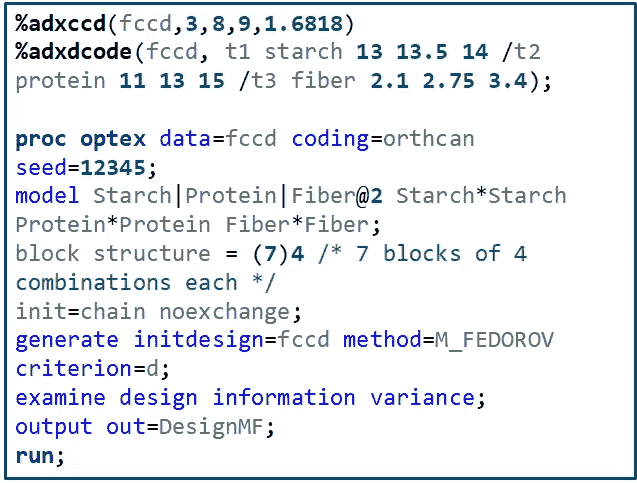 %adxccd(fccd,3,8,9,1.6818)
%adxdcode(fccd, t1 starch 13 13.5 14 /t2
protein 11 13 15 /t3 fiber 2.1 2.75 3.4);
proc optex data=fccd coding=orthcan
seed=12345;
model Starch|Protein|Fiber@2 Starch*Starch
Protein*Protein Fiber*Fiber;
block structure = (7)4 /* 7 blocks of 4
combinations each */
init=chain noexchange;
generate initdesign=fccd method=M_FEDOROV
criterion=d;
examine design information variance;
output out=DesignMF;
run;